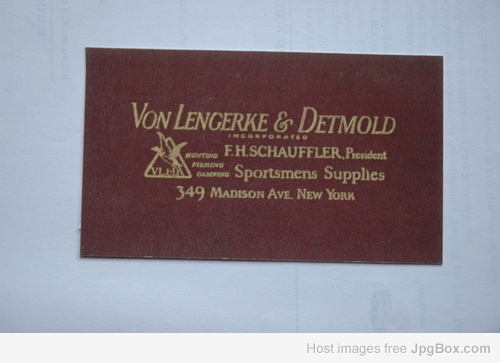 VON LENGERKE & DETMOLD
INCORPORATED
HUNTING F.H. SCHAUFFLER, President
FISHING
CAMPING Sportsmens Supplies
VL&D
349 MADISON AVE. NEW YORK
Host images free JpgBox.com